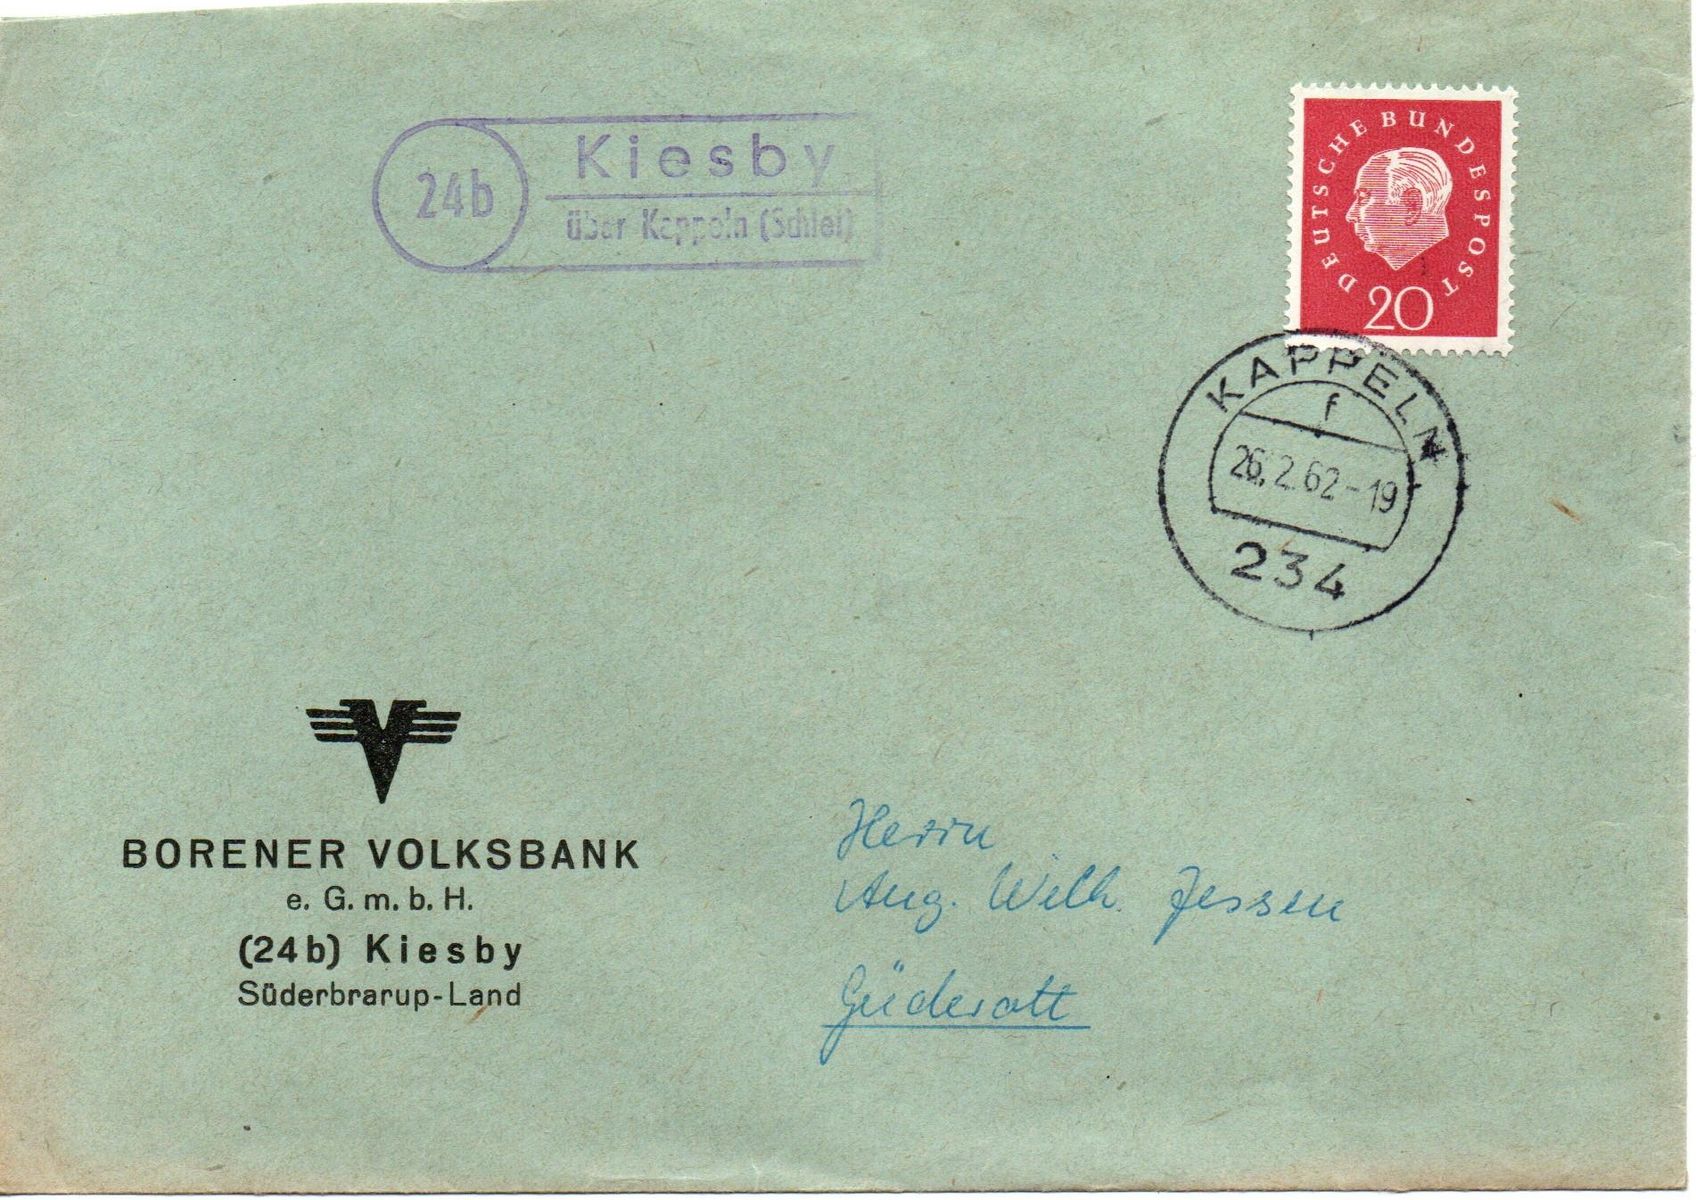 24b
Kiesby
über Kappeln (Schlei)
DEUTSCHE BUNDESPOST
20
KAPPELN
f
26.2.62-19
234
BORENER VOLKSBANK
e. G. m. b. H.
(24b) Kiesby
Süderbrarup-Land
Herrn
Aug. Wilh. Jessen
Güderott